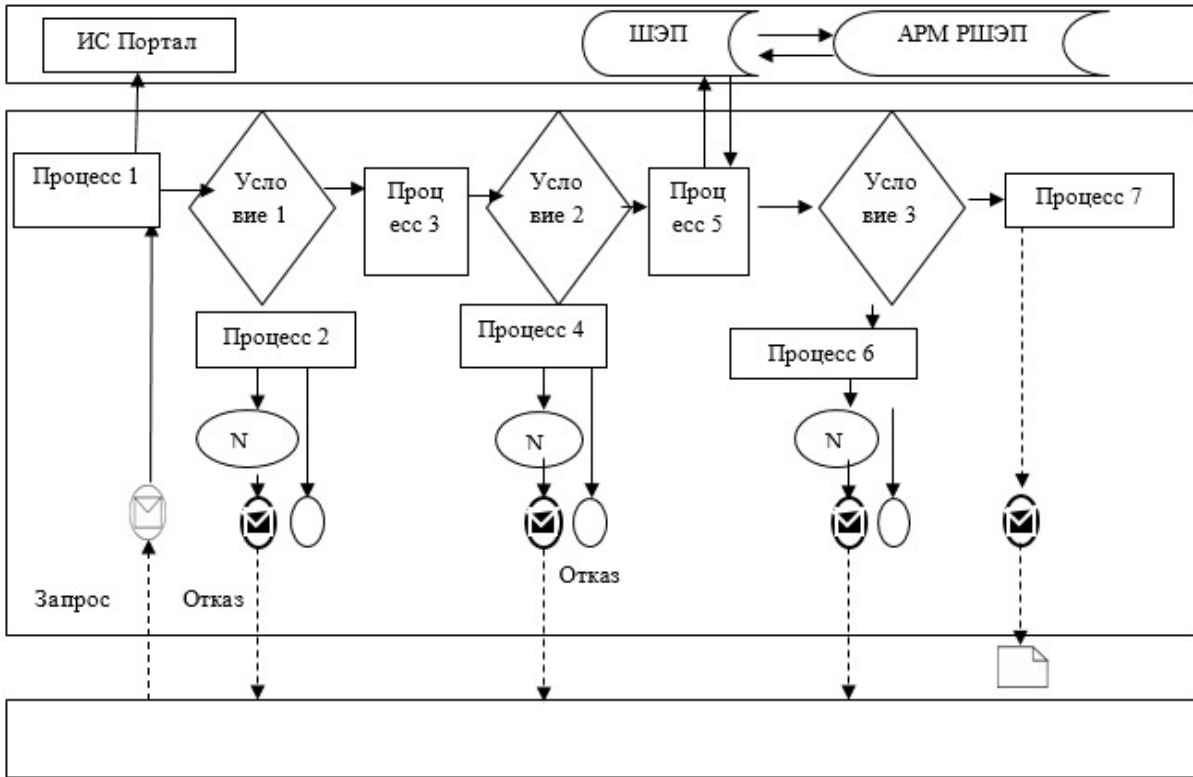 ИС Портал
ШЭП
АРМ РШЭП
Процесс 1
Усло
вие 1
Проц
есс 3
Усло
вие 2
Проц
есс 5
Усло
вие 3
Процесс 7
Процесс 2
Процесс 4
Процесс 6
N
N
N
Запрос
Отказ
Отказ